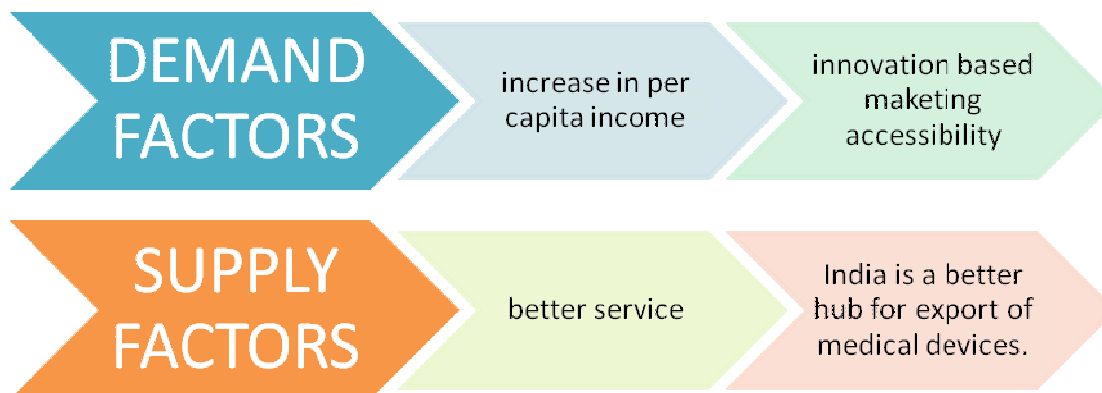 DEMAND
FACTORS
increase in per
capita income
innovation based
maketing
accessibility
SUPPLY
FACTORS
better service
India is a better
hub for export of
medical devices.